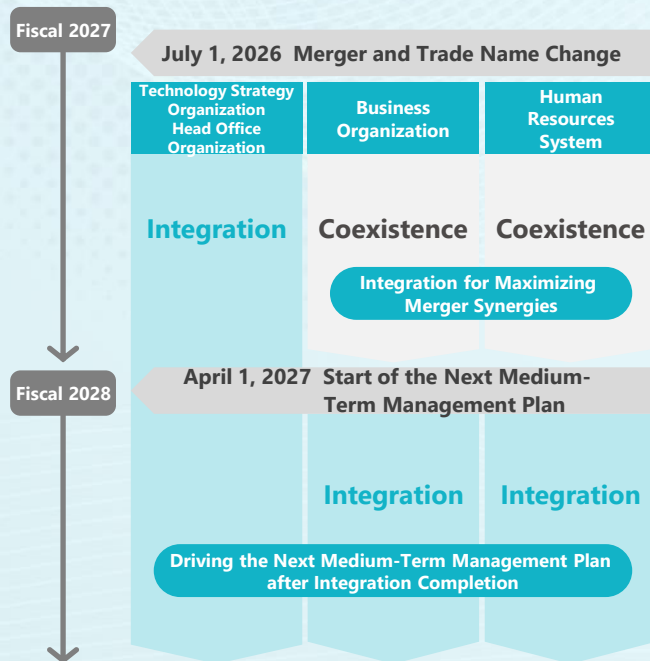 Fiscal 2027
July 1, 2026 Merger and Trade Name Change
Technology Strategy
Organization
Head Office
Organization
Business
Organization
Human
Resources
System
Integration
Coexistence
Coexistence
Integration for Maximizing
Merger Synergies
Fiscal 2028
April 1, 2027 Start of the Next Medium-
Term Management Plan
Integration
Integration
Driving the Next Medium-Term Management Plan
after Integration Completion